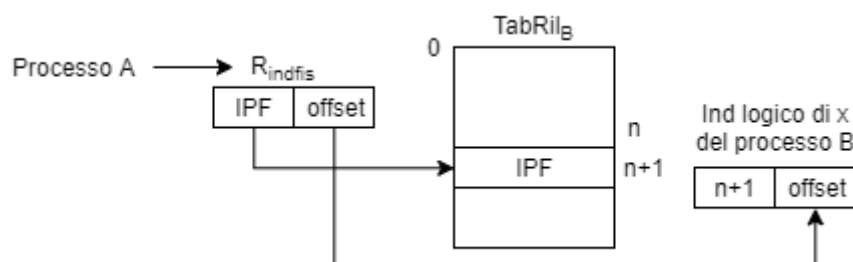 TabRil_B
0
Processo A
R_indfis
IPF
offset
n
Ind logico di x
del processo B
IPF
n+1
n+1
offset